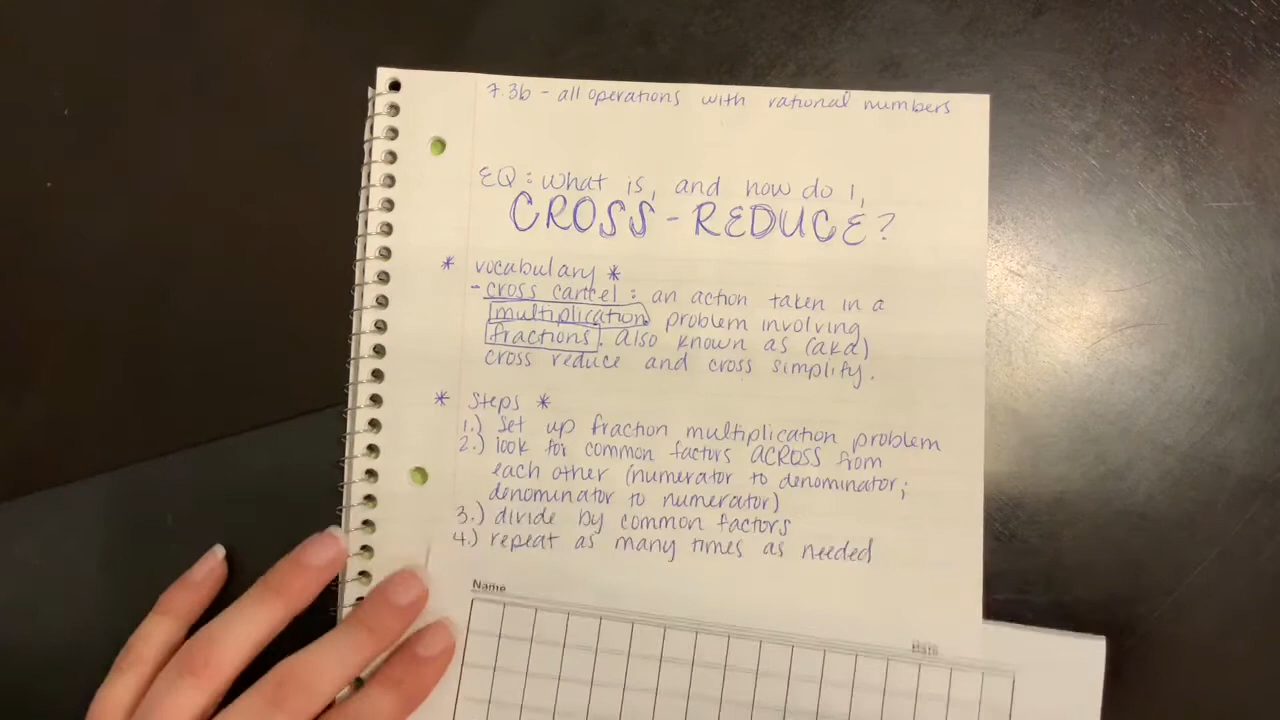 7.3b - all operations with rational numbers
EQ: What is, and how do I,
CROSS-REDUCE?
* vocabulary *
- cross cancel : an action taken in a
multiplication problem involving
fractions. Also known as (aka)
cross reduce and cross simplify.
* Steps *
1.) Set up fraction multiplication problem
2.) look for common factors ACROSS from
each other (numerator to denominator;
denominator to numerator)
3.) divide by common factors
4.) repeat as many times as needed
Name
Date